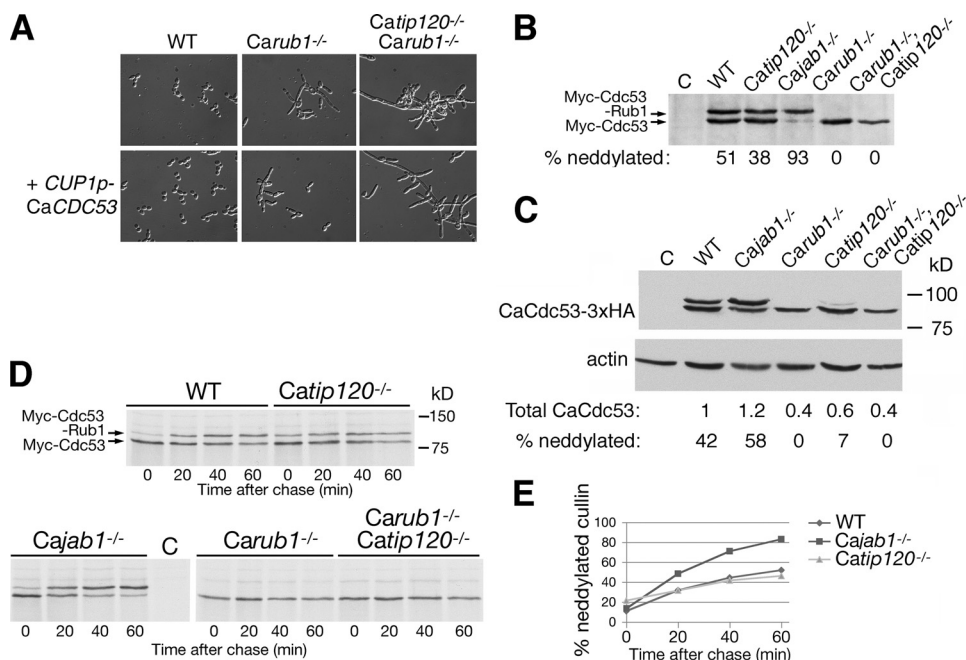 A
WT
Carub1-/-
Catip120-/-
Carub1-/-
+ CUP1p-
CaCDC53
B
C
WT
Catip120-/-
Cajab1-/-
Carub1-/-
Carub1-/-,
Catip120-/-
Myc-Cdc53
-Rub1
Myc-Cdc53
% neddylated: 51 38 93 0 0
C
C
WT
Cajab1-/-
Carub1-/-
Catip120-/-
Carub1-/-,
Catip120-/-
kD
CaCdc53-3xHA
100
75
actin
Total CaCdc53: 1 1.2 0.4 0.6 0.4
% neddylated: 42 58 0 7 0
D
WT
Catip120-/-
kD
Myc-Cdc53
-Rub1
Myc-Cdc53
150
75
0 20 40 60 0 20 40 60
Time after chase (min)
Cajab1-/-
C
Carub1-/-
Carub1-/-
Catip120-/-
0 20 40 60 0 20 40 60 0 20 40 60
Time after chase (min)
E
% neddylated cullin
100
80
60
40
20
0
0 20 40 60
Time after chase (min)
WT
Cajab1-/-
Catip120-/-